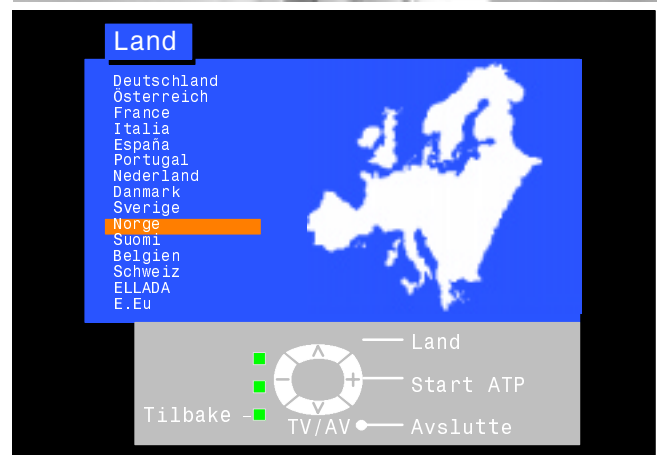 Land
Deutschland
Österreich
France
Italia
España
Portugal
Nederland
Danmark
Sverige
Norge
Suomi
Belgien
Schweiz
ELLADA
E.Eu
Land
Start ATP
Tilbake
TV/AV
Avslutte